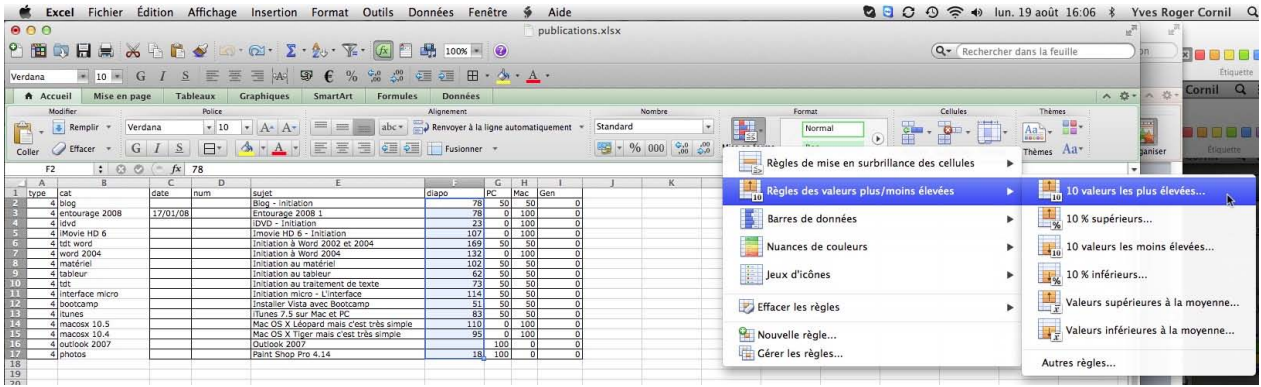 Excel Fichier Édition Affichage Insertion Format Outils Données Fenêtre Aide lun. 19 août 16:06 Yves Roger Cornil
publications.xlsx
100%
Rechercher dans la feuille
Verdana 10 G I S € %
Étiquette
Accueil Mise en page Tableaux Graphiques SmartArt Formules Données
Cornil
Modifier Police Alignement Nombre Format Cellules Thèmes
Remplir Verdana 10 A A abc Renvoyer à la ligne automatiquement Standard Normal
Coller Effacer G I S A Fusionner % 000 Thèmes Aa
F2 fx 78
A B C D E F G H I J K
1 type cat date num sujet diapo PC Mac Gen
2 4 blog Blog - initiation 78 50 50 0
3 4 entourage 2008 17/01/08 Entourage 2008 1 78 0 100 0
4 4 idvd iDVD - Initiation 23 0 100 0
5 4 iMovie HD 6 Imovie HD 6 - Initiation 107 0 100 0
6 4 tdt word Initiation à Word 2002 et 2004 169 50 50 0
7 4 word 2004 Initiation à Word 2004 132 0 100 0
8 4 matériel Initiation au matériel 102 50 50 0
9 4 tableur Initiation au tableur 62 50 50 0
10 4 tdt Initiation au traitement de texte 73 50 50 0
11 4 interface micro Initiation micro - L'interface 114 50 50 0
12 4 bootcamp Installer Vista avec Bootcamp 51 50 50 0
13 4 itunes iTunes 7.5 sur Mac et PC 83 50 50 0
14 4 macosx 10.5 Mac OS X Léopard mais c'est très simple 110 0 100 0
15 4 macosx 10.4 Mac OS X Tiger mais c'est très simple 95 0 100 0
16 4 outlook 2007 Outlook 2007 100 0 0
17 4 photos Paint Shop Pro 4.14 18 100 0 0
18
19
20
Règles de mise en surbrillance des cellules
Règles des valeurs plus/moins élevées
Barres de données
Nuances de couleurs
Jeux d'icônes
Effacer les règles
Nouvelle règle...
Gérer les règles...
10 valeurs les plus élevées...
10 % supérieurs...
10 valeurs les moins élevées...
10 % inférieurs...
Valeurs supérieures à la moyenne...
Valeurs inférieures à la moyenne...
Autres règles...